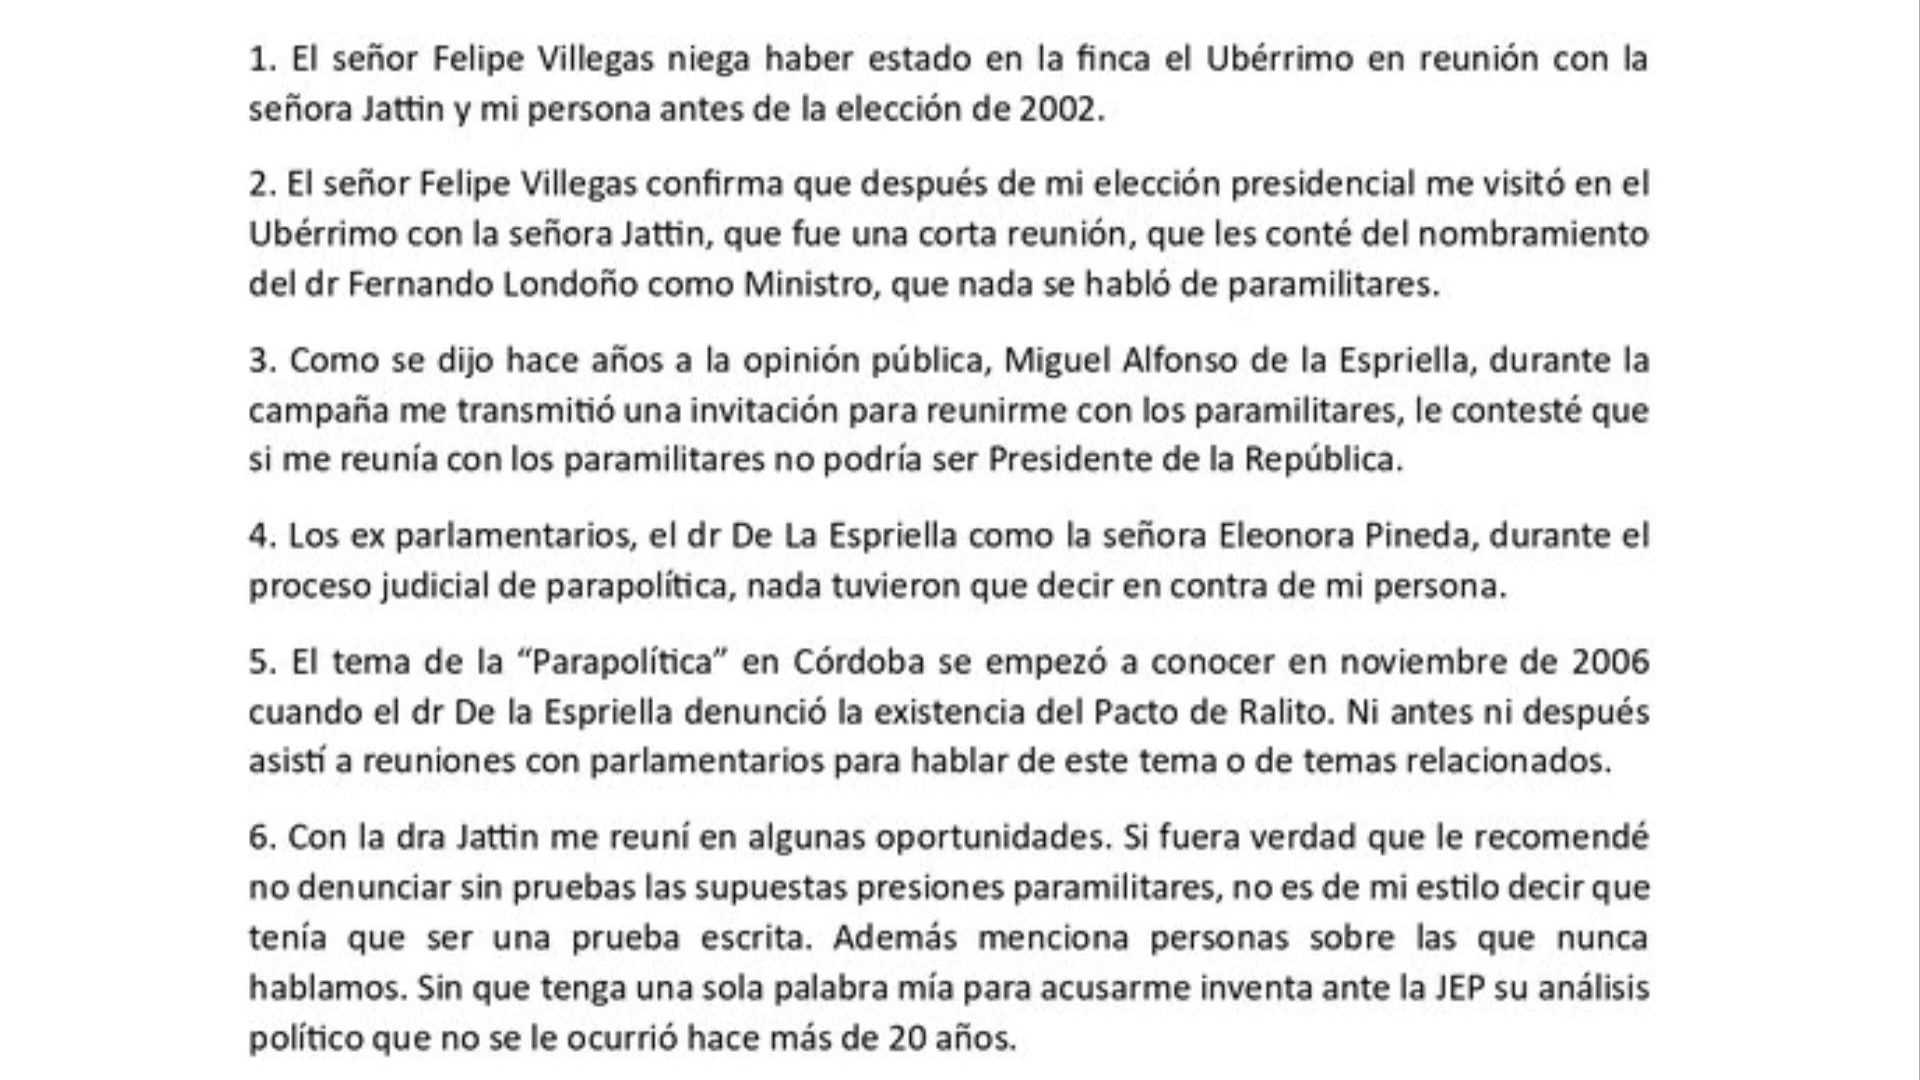 1. El señor Felipe Villegas niega haber estado en la finca el Ubérrimo en reunión con la
señora Jattin y mi persona antes de la elección de 2002.
2. El señor Felipe Villegas confirma que después de mi elección presidencial me visitó en el
Ubérrimo con la señora Jattin, que fue una corta reunión, que les conté del nombramiento
del dr Fernando Londoño como Ministro, que nada se habló de paramilitares.
3. Como se dijo hace años a la opinión pública, Miguel Alfonso de la Espriella, durante la
campaña me transmitió una invitación para reunirme con los paramilitares, le contesté que
si me reunía con los paramilitares no podría ser Presidente de la República.
4. Los ex parlamentarios, el dr De La Espriella como la señora Eleonora Pineda, durante el
proceso judicial de parapolítica, nada tuvieron que decir en contra de mi persona.
5. El tema de la “Parapolítica” en Córdoba se empezó a conocer en noviembre de 2006
cuando el dr De la Espriella denunció la existencia del Pacto de Ralito. Ni antes ni después
asistí a reuniones con parlamentarios para hablar de este tema o de temas relacionados.
6. Con la dra Jattin me reuní en algunas oportunidades. Si fuera verdad que le recomendé
no denunciar sin pruebas las supuestas presiones paramilitares, no es de mi estilo decir que
tenía que ser una prueba escrita. Además menciona personas sobre las que nunca
hablamos. Sin que tenga una sola palabra mía para acusarme inventa ante la JEP su análisis
político que no se le ocurrió hace más de 20 años.